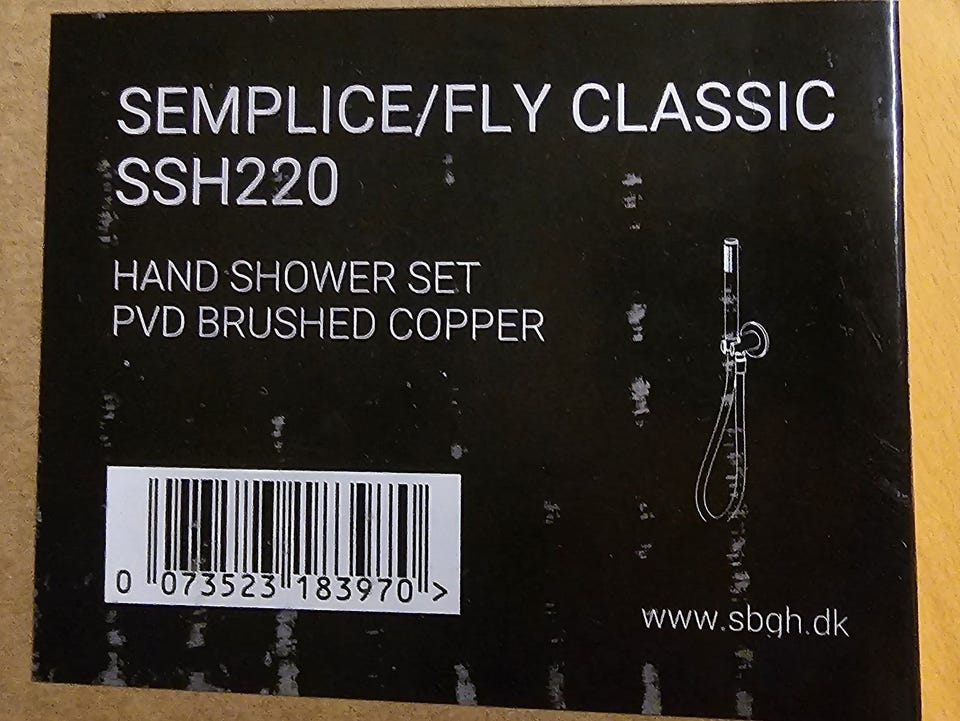 SEMPLICE/FLY CLASSIC
SSH220
HAND SHOWER SET
PVD BRUSHED COPPER
0 073523 183970 >
www.sbgh.dk